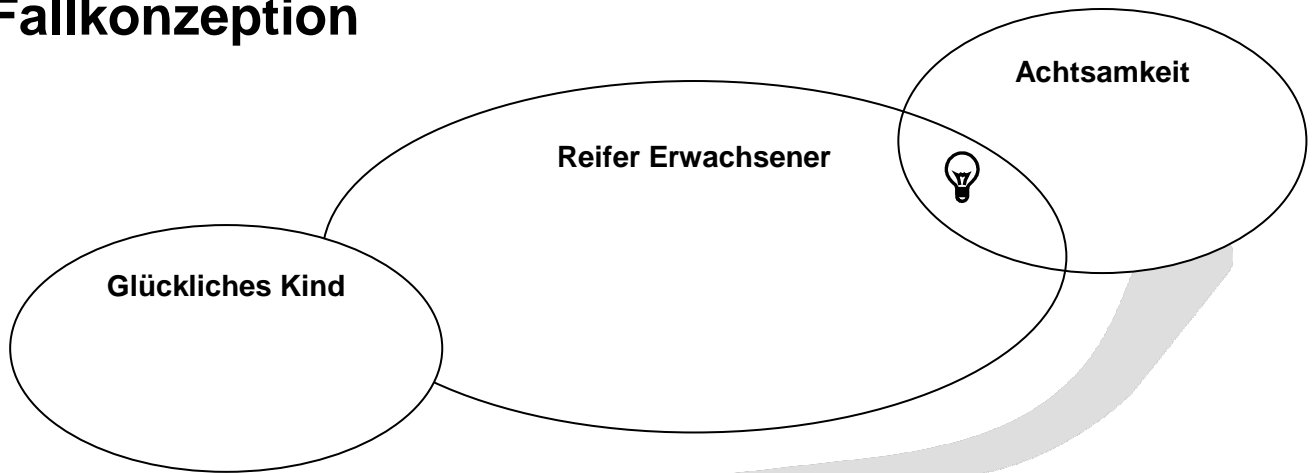 Fallkonzeption
Achtsamkeit
Reifer Erwachsener
Glückliches Kind